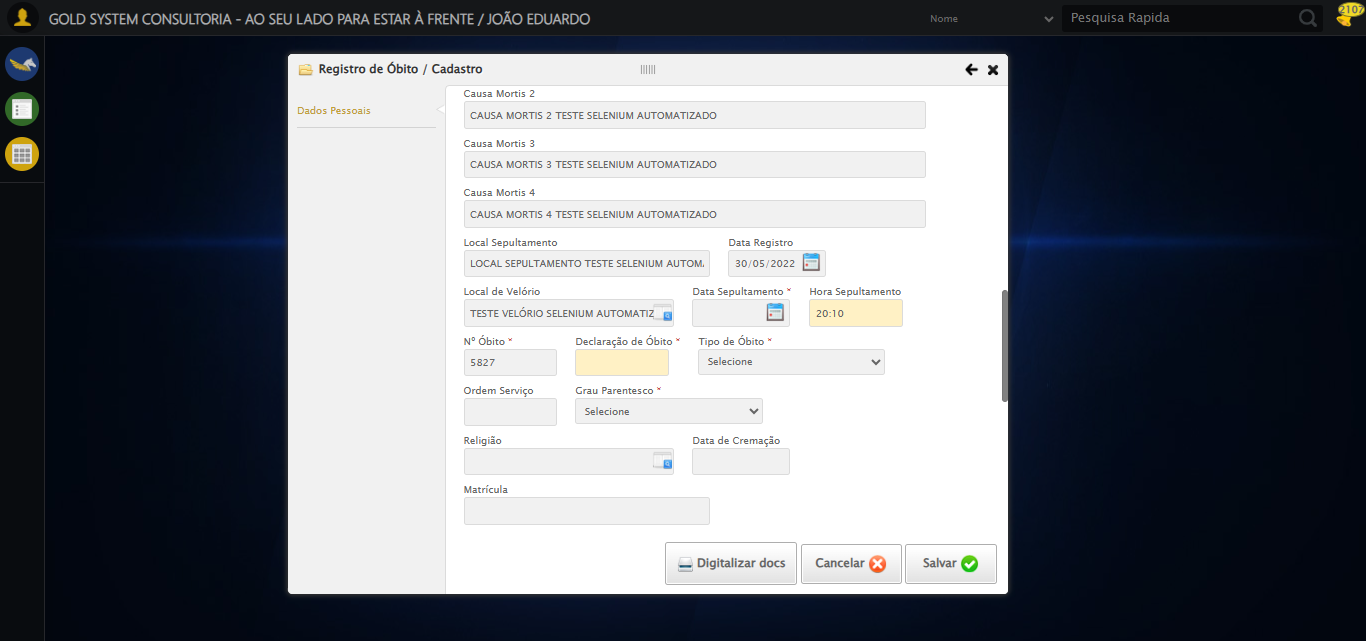 GOLD SYSTEM CONSULTORIA - AO SEU LADO PARA ESTAR À FRENTE / JOÃO EDUARDO
Nome
Pesquisa Rapida
2107
Registro de Óbito / Cadastro
Dados Pessoais
Causa Mortis 2
CAUSA MORTIS 2 TESTE SELENIUM AUTOMATIZADO
Causa Mortis 3
CAUSA MORTIS 3 TESTE SELENIUM AUTOMATIZADO
Causa Mortis 4
CAUSA MORTIS 4 TESTE SELENIUM AUTOMATIZADO
Local Sepultamento Data Registro
LOCAL SEPULTAMENTO TESTE SELENIUM AUTOM 30/05/2022
Local de Velório Data Sepultamento * Hora Sepultamento
TESTE VELÓRIO SELENIUM AUTOMATIZ 20:10
Nº Óbito * Declaração de Óbito * Tipo de Óbito *
5827 Selecione
Ordem Serviço Grau Parentesco *
Selecione
Religião Data de Cremação
Matrícula
Digitalizar docs Cancelar Salvar